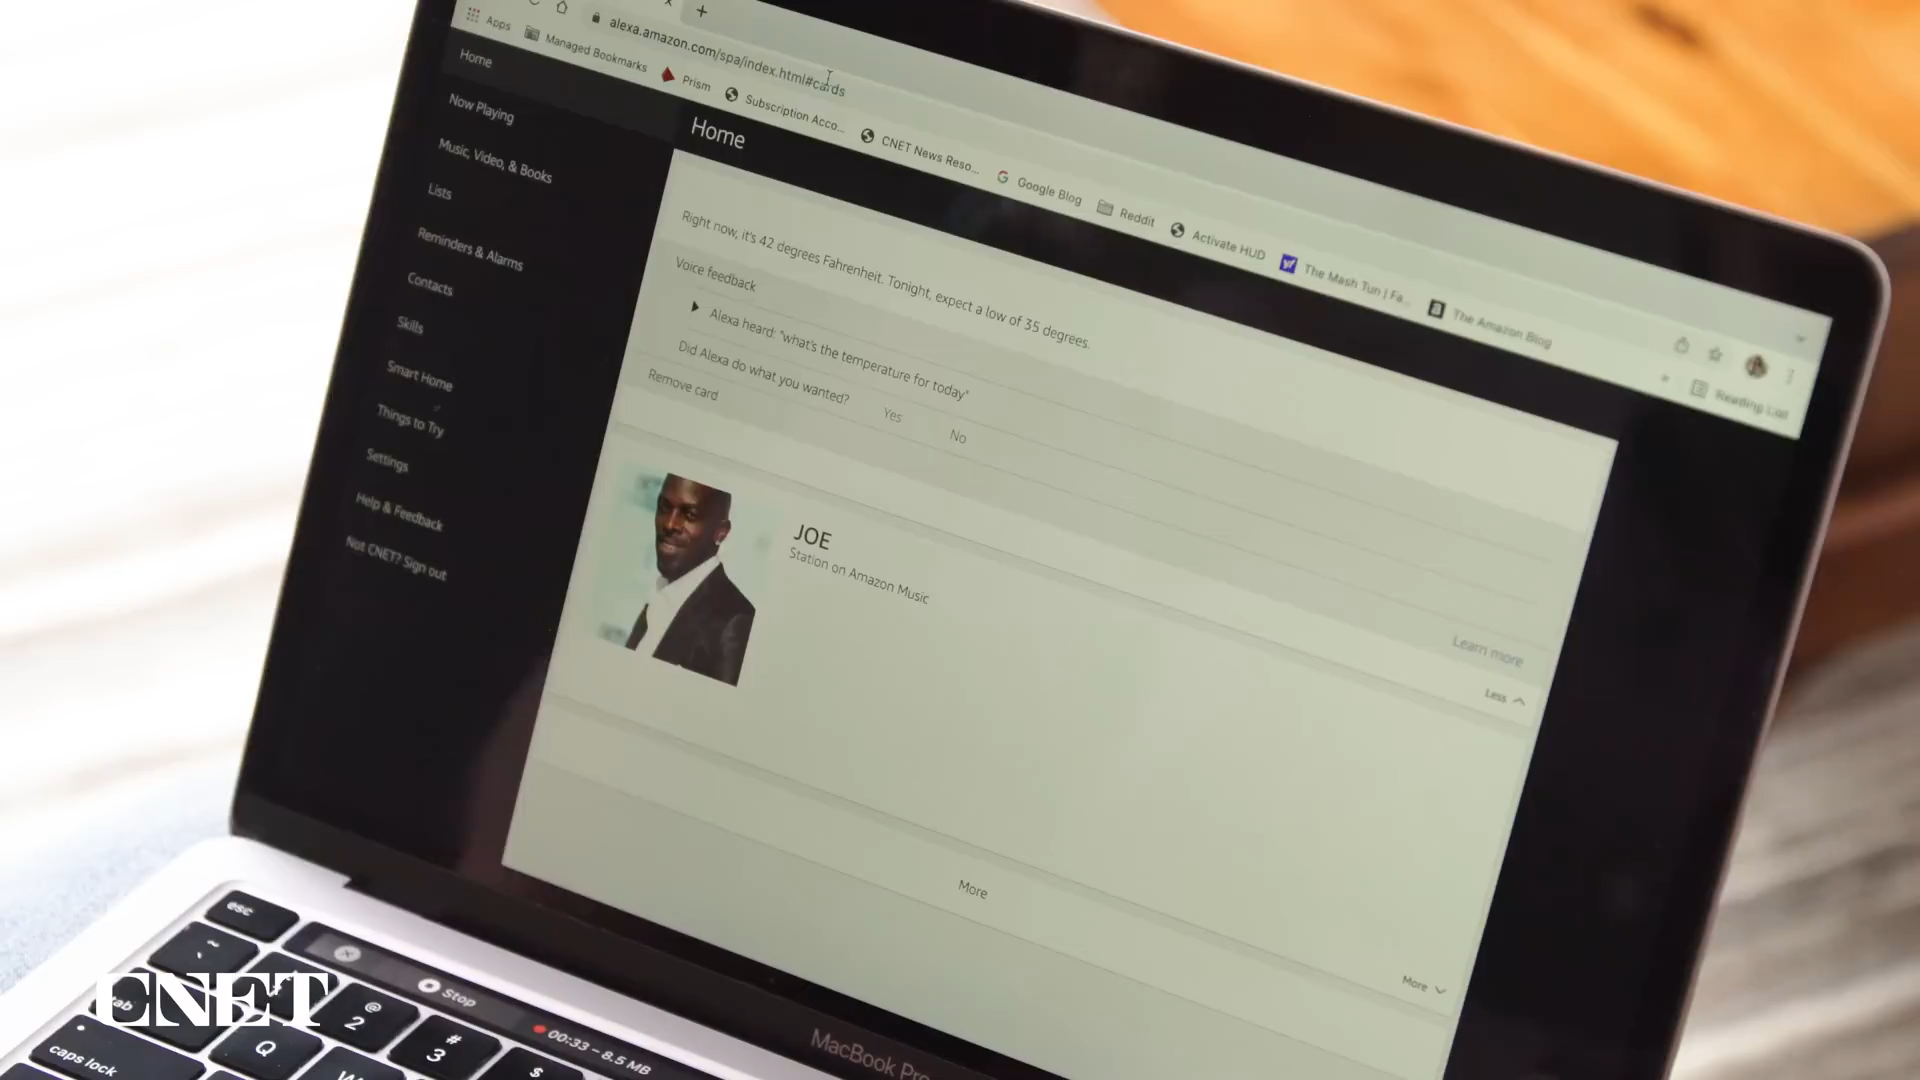 alexa.amazon.com/spa/index.html#cards
Apps
Managed Bookmarks
Prism
Subscription Acco...
CNET News Reso...
Google Blog
Reddit
Activate HUD
The Mash Tun | Fa...
The Amazon Blog
Reading List
Home
Now Playing
Music, Video, & Books
Lists
Reminders & Alarms
Contacts
Skills
Smart Home
Things to Try
Settings
Help & Feedback
Not CNET? Sign out
Home
Right now, it's 42 degrees Fahrenheit. Tonight, expect a low of 35 degrees.
Voice feedback
Alexa heard: "what's the temperature for today"
Did Alexa do what you wanted? Yes No
Remove card
Learn more
Less
JOE
Station on Amazon Music
More
More
MacBook Pro
esc
Stop
00:33 – 8.5 MB
~
`
@
2
#
3
$
tab
Q
W
caps lock
CNET